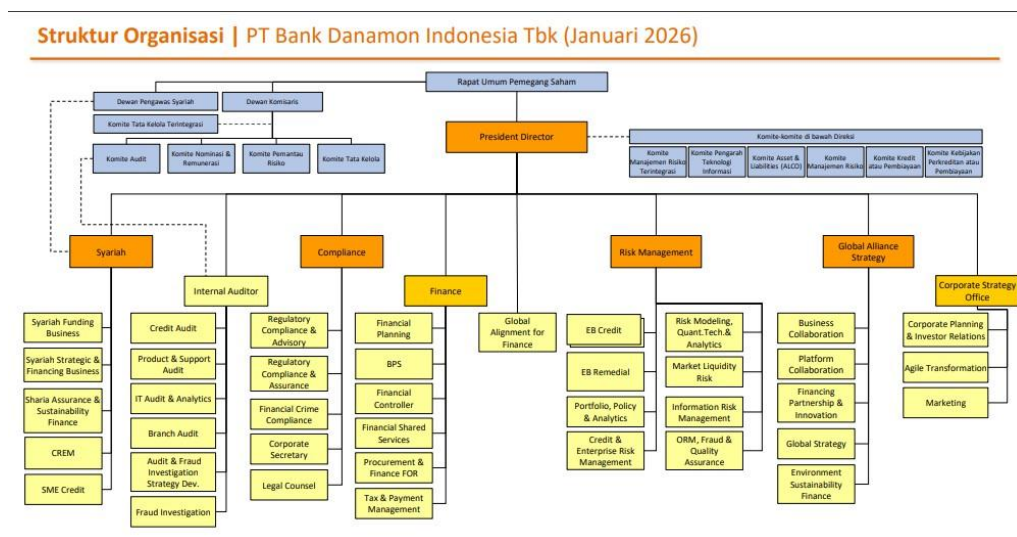 Struktur Organisasi | PT Bank Danamon Indonesia Tbk (Januari 2026)
Rapat Umum Pemegang Saham
Dewan Pengawas Syariah
Dewan Komisaris
Komite Tata Kelola Terintegrasi
President Director
Komite-komite di bawah Direksi
Komite Audit
Komite Nominasi &
Remunerasi
Komite Pemantau
Risiko
Komite Tata Kelola
Komite
Manajemen Risiko
Terintegrasi
Komite Pengarah
Teknologi
Informasi
Komite Asset &
Liabilities (ALCO)
Komite
Manajemen Risiko
Komite Kredit
atau Pembiayaan
Komite Kebijakan
Perkreditan atau
Pembiayaan
Syariah
Compliance
Risk Management
Global Alliance
Strategy
Internal Auditor
Finance
Corporate Strategy
Office
Syariah Funding
Business
Syariah Strategic &
Financing Business
Sharia Assurance &
Sustainability
Finance
CREM
SME Credit
Credit Audit
Product & Support
Audit
IT Audit & Analytics
Branch Audit
Audit & Fraud
Investigation
Strategy Dev.
Fraud Investigation
Regulatory
Compliance &
Advisory
Regulatory
Compliance &
Assurance
Financial Crime
Compliance
Corporate
Secretary
Legal Counsel
Financial
Planning
BPS
Financial
Controller
Financial Shared
Services
Procurement &
Finance FOR
Tax & Payment
Management
Global
Alignment for
Finance
EB Credit
EB Remedial
Portfolio, Policy
& Analytics
Credit &
Enterprise Risk
Management
Risk Modeling,
Quant.Tech.&
Analytics
Market Liquidity
Risk
Information Risk
Management
ORM, Fraud &
Quality
Assurance
Business
Collaboration
Platform
Collaboration
Financing
Partnership &
Innovation
Global Strategy
Environment
Sustainability
Finance
Corporate Planning
& Investor Relations
Agile Transformation
Marketing